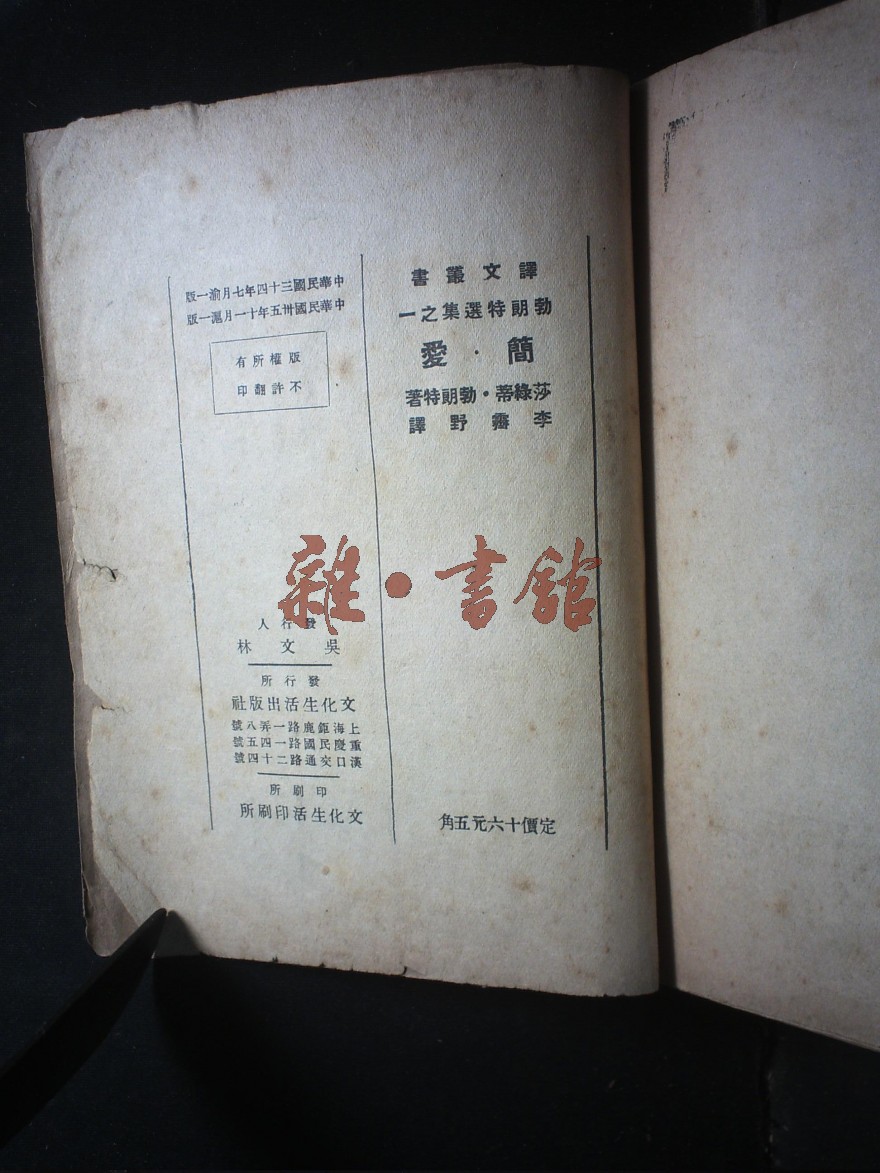 書叢文譯
一之集選特朗勃
愛·簡
著特朗勃·蒂綠莎
譯野霽李
角五元六十價定
版一渝月七年四十三國民華中
版一滬月一十年五卅國民華中
有所權版
印翻許不
人行發
林文吳
所行發
社版出活生化文
號八弄一路鹿鉅海上
號五四一路國民慶重
號四十二路通交口漢
所刷印
所刷印活生化文
雜·書館